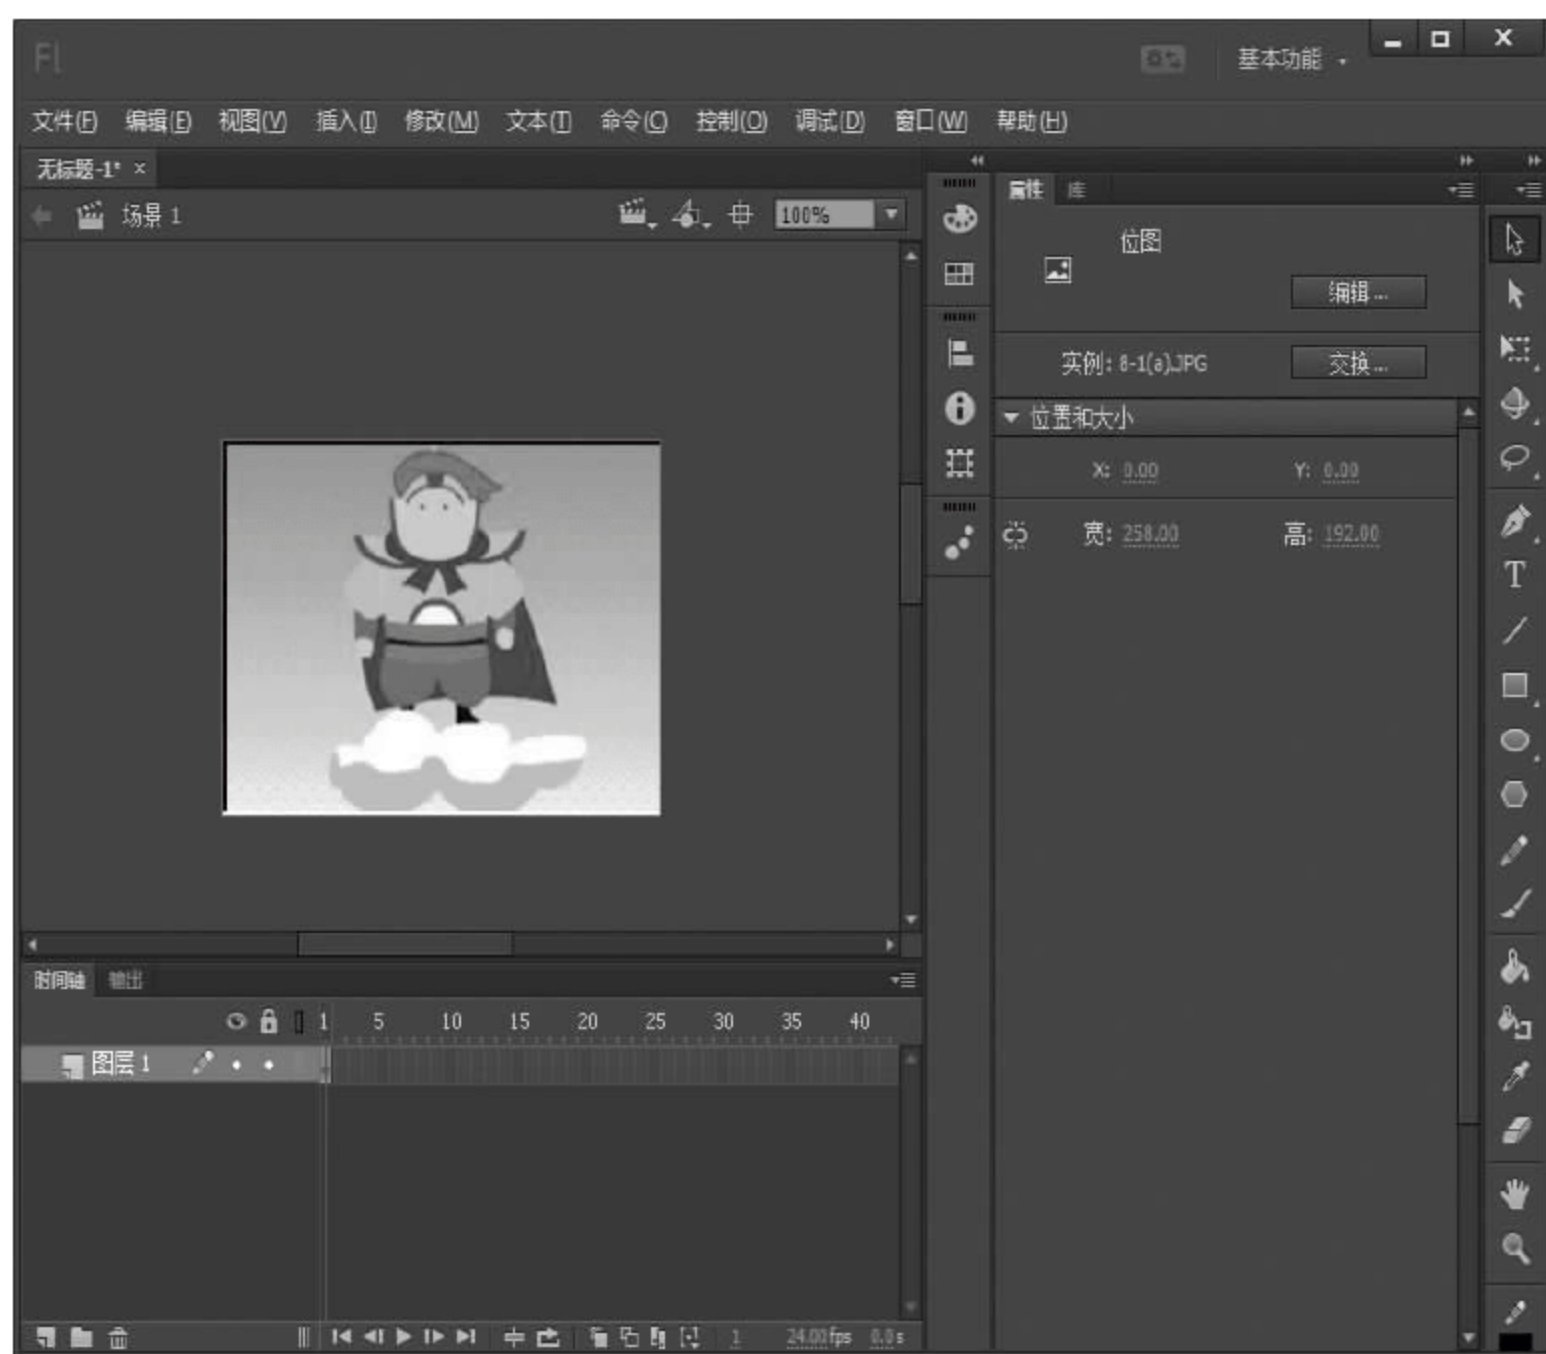 Fl
基本功能
文件(F) 编辑(E) 视图(V) 插入(I) 修改(M) 文本(T) 命令(C) 控制(O) 调试(D) 窗口(W) 帮助(H)
无标题-1* ×
属性 库
场景 1 100%
位图
编辑...
实例: 8-1(a).JPG 交换...
位置和大小
X: 0.00 Y: 0.00
宽: 258.00 高: 192.00
T
时间轴 输出
1 5 10 15 20 25 30 35 40
图层 1
1 24.00 fps 0.0 s